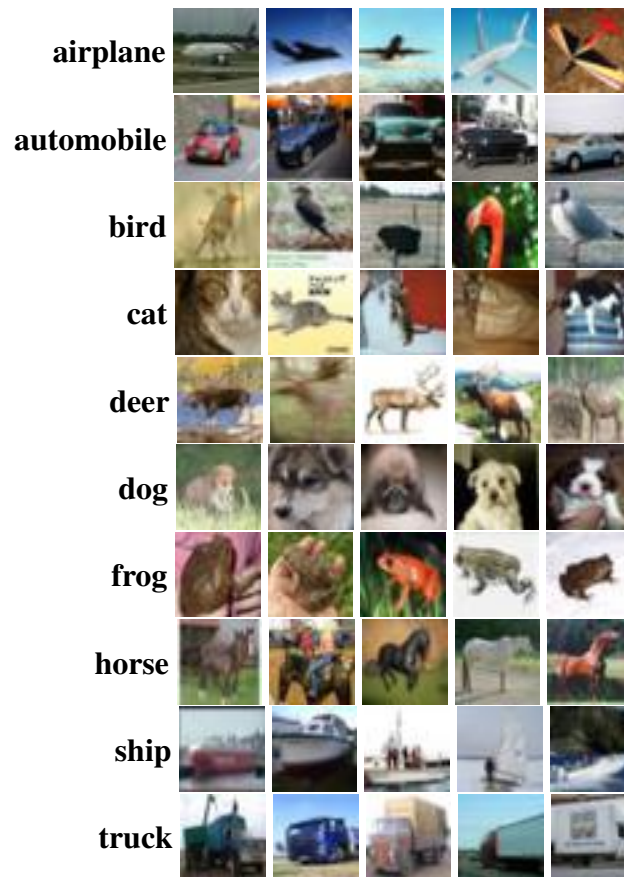 airplane
automobile
bird
cat
deer
dog
frog
horse
ship
truck